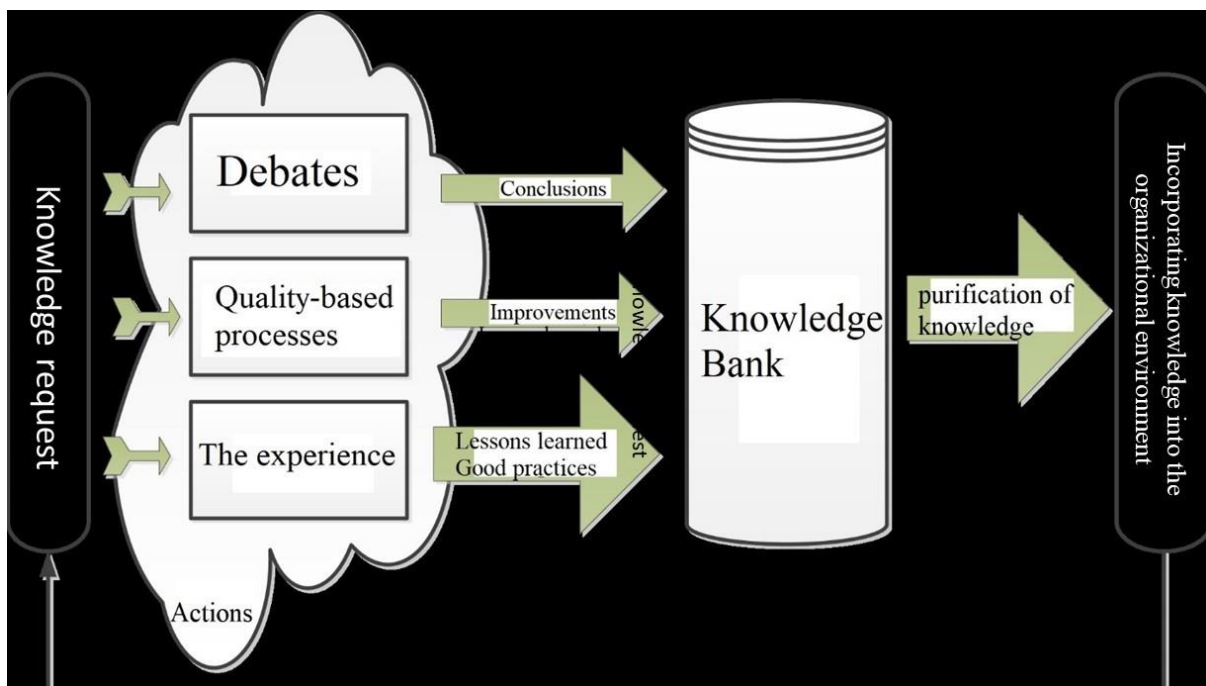 Knowledge request
Debates
Quality-based
processes
The experience
Actions
Conclusions
Improvements
Lessons learned
Good practices
Knowledge
Bank
purification of
knowledge
Incorporating knowledge into the
organizational environment